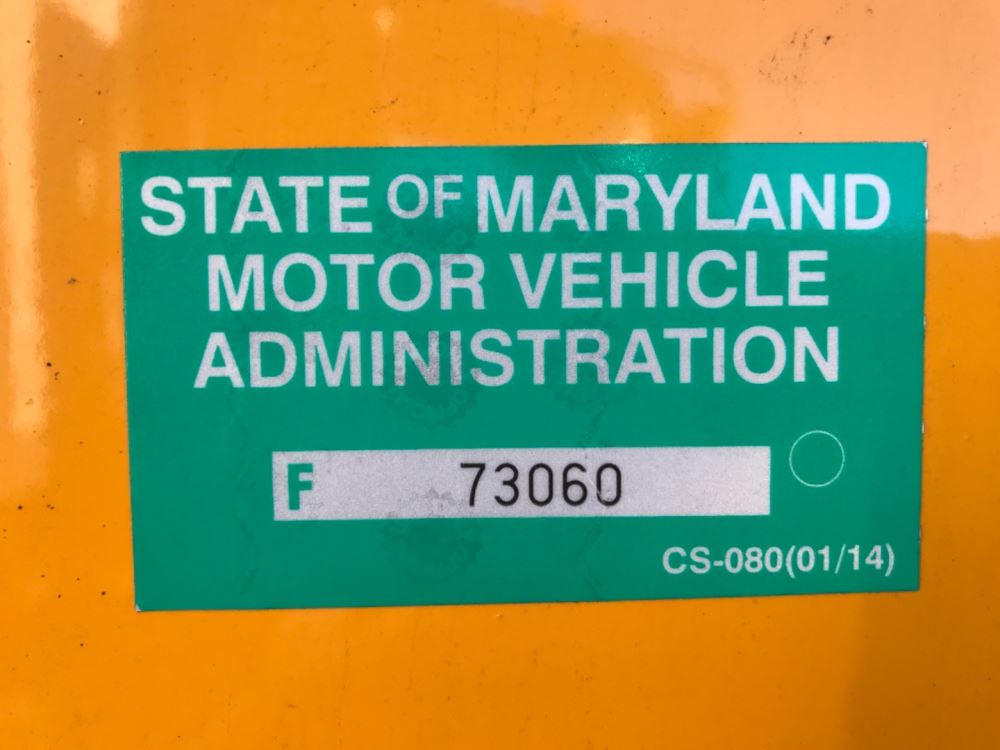 STATE OF MARYLAND
MOTOR VEHICLE
ADMINISTRATION
F 73060
CS-080(01/14)